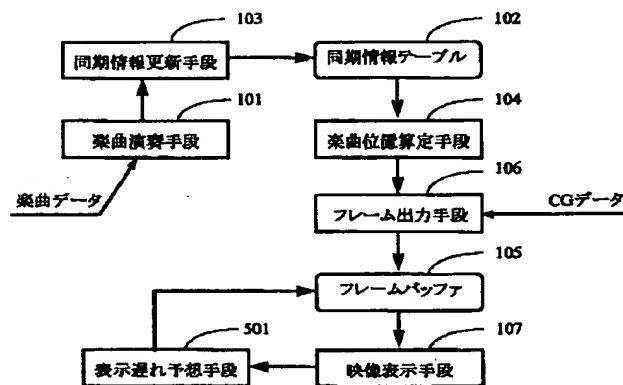 103
102
同期情報更新手段
同期情報テーブル
101
104
楽曲演奏手段
楽曲位置算定手段
106
楽曲データ
フレーム出力手段
CGデータ
105
フレームバッファ
501
107
表示遅れ予想手段
映像表示手段